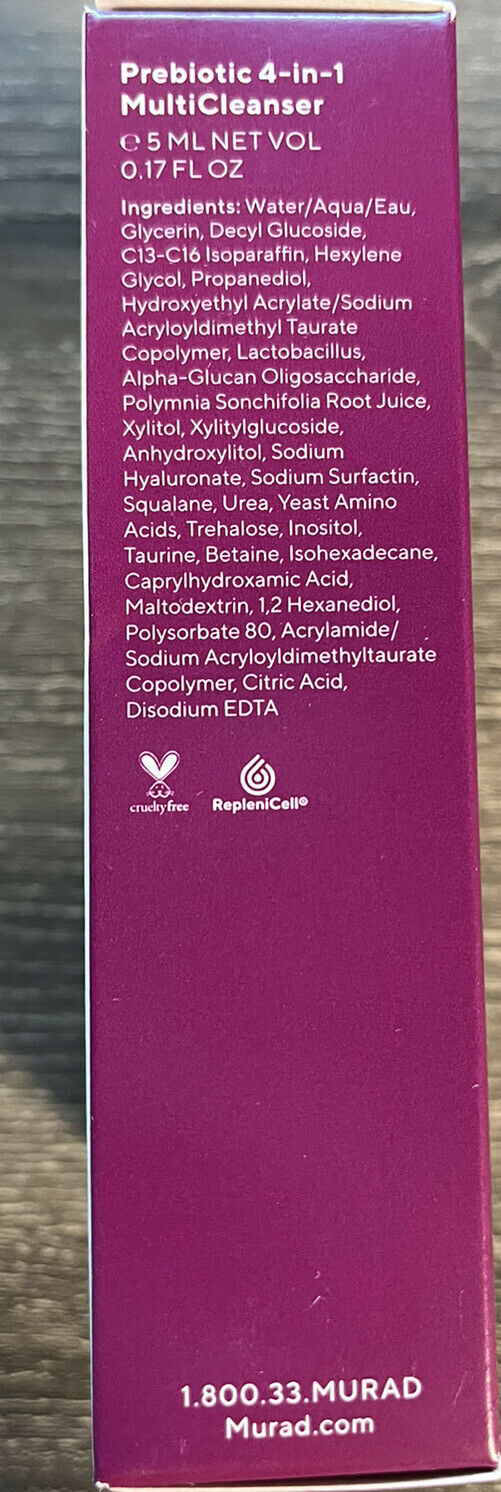 Prebiotic 4-in-1
MultiCleanser
℮ 5 ML NET VOL
0.17 FL OZ
Ingredients: Water/Aqua/Eau,
Glycerin, Decyl Glucoside,
C13-C16 Isoparaffin, Hexylene
Glycol, Propanediol,
Hydroxyethyl Acrylate/Sodium
Acryloyldimethyl Taurate
Copolymer, Lactobacillus,
Alpha-Glucan Oligosaccharide,
Polymnia Sonchifolia Root Juice,
Xylitol, Xylitylglucoside,
Anhydroxylitol, Sodium
Hyaluronate, Sodium Surfactin,
Squalane, Urea, Yeast Amino
Acids, Trehalose, Inositol,
Taurine, Betaine, Isohexadecane,
Caprylhydroxamic Acid,
Maltodextrin, 1,2 Hexanediol,
Polysorbate 80, Acrylamide/
Sodium Acryloyldimethyltaurate
Copolymer, Citric Acid,
Disodium EDTA
crueltyfree RepleniCell®
1.800.33.MURAD
Murad.com